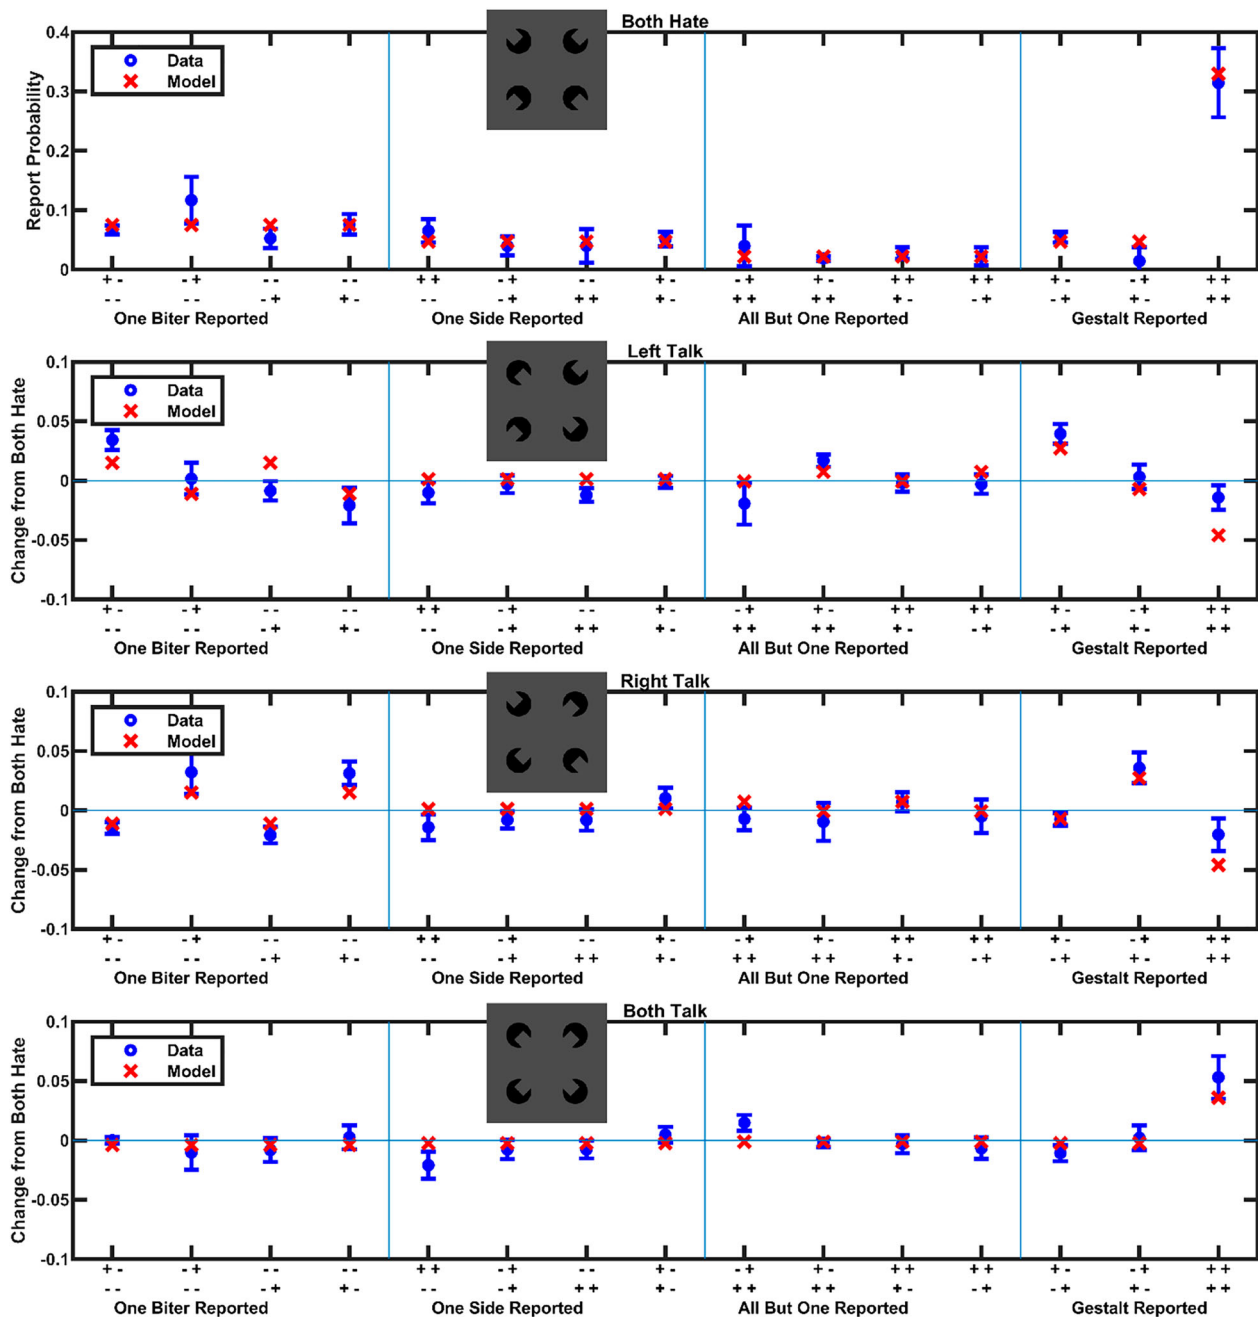 Both Hate
0.4
0.3
0.2
0.1
0
Report Probability
Data
Model
+ - - + - - - - + + - + - - + - - + + - + + + + + - - + + +
- - - - - + + - - - - + + + + - + + + + + - - + - + + - + +
One Biter Reported One Side Reported All But One Reported Gestalt Reported
Left Talk
0.1
0.05
0
-0.05
-0.1
Change from Both Hate
Data
Model
+ - - + - - - - + + - + - - + - - + + - + + + + + - - + + +
- - - - - + + - - - - + + + + - + + + + + - - + - + + - + +
One Biter Reported One Side Reported All But One Reported Gestalt Reported
Right Talk
0.1
0.05
0
-0.05
-0.1
Change from Both Hate
Data
Model
+ - - + - - - - + + - + - - + - - + + - + + + + + - - + + +
- - - - - + + - - - - + + + + - + + + + + - - + - + + - + +
One Biter Reported One Side Reported All But One Reported Gestalt Reported
Both Talk
0.1
0.05
0
-0.05
-0.1
Change from Both Hate
Data
Model
+ - - + - - - - + + - + - - + - - + + - + + + + + - - + + +
- - - - - + + - - - - + + + + - + + + + + - - + - + + - + +
One Biter Reported One Side Reported All But One Reported Gestalt Reported